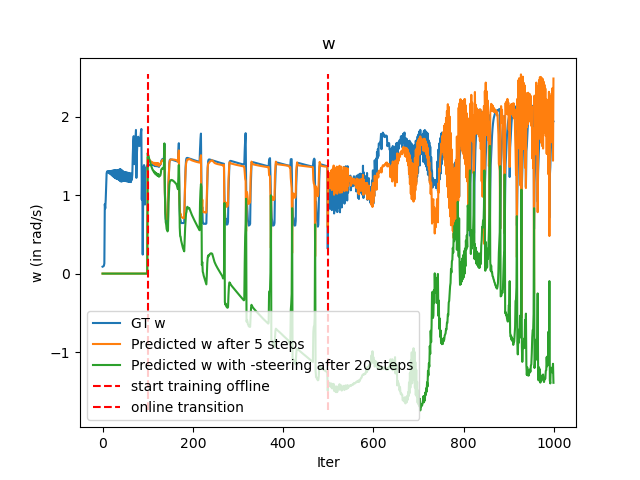 w
w (in rad/s)
2
1
0
−1
GT w
Predicted w after 5 steps
Predicted w with -steering after 20 steps
start training offline
online transition
0
200
400
600
800
1000
Iter